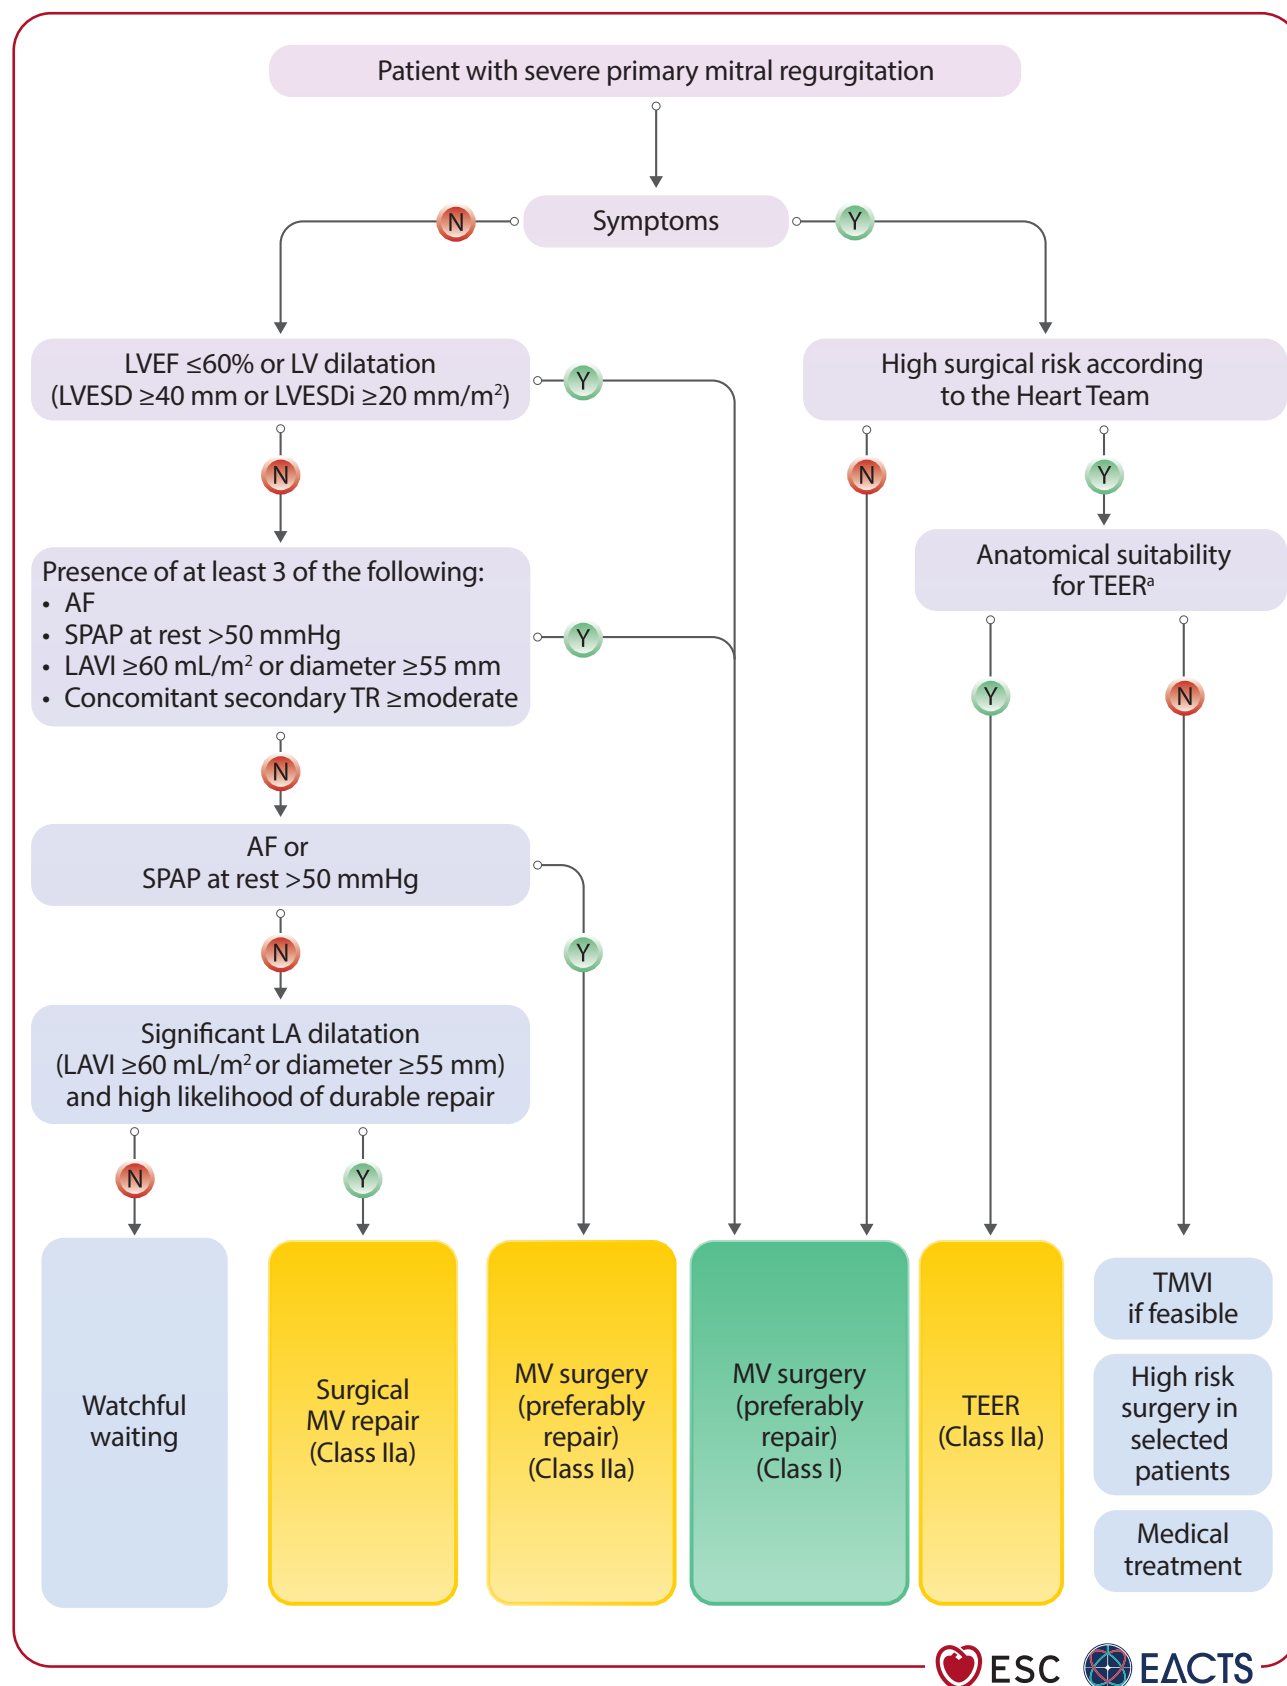 Patient with severe primary mitral regurgitation
N
Symptoms
Y
LVEF ≤60% or LV dilatation
(LVESD ≥40 mm or LVESDi ≥20 mm/m²)
Y
High surgical risk according
to the Heart Team
N
N
Y
Presence of at least 3 of the following:
• AF
• SPAP at rest >50 mmHg
• LAVI ≥60 mL/m² or diameter ≥55 mm
• Concomitant secondary TR ≥moderate
Y
Anatomical suitability
for TEERᵃ
Y
N
N
AF or
SPAP at rest >50 mmHg
N
Y
Significant LA dilatation
(LAVI ≥60 mL/m² or diameter ≥55 mm)
and high likelihood of durable repair
N
Y
Watchful
waiting
Surgical
MV repair
(Class IIa)
MV surgery
(preferably
repair)
(Class IIa)
MV surgery
(preferably
repair)
(Class I)
TEER
(Class IIa)
TMVI
if feasible
High risk
surgery in
selected
patients
Medical
treatment
ESC
EACTS